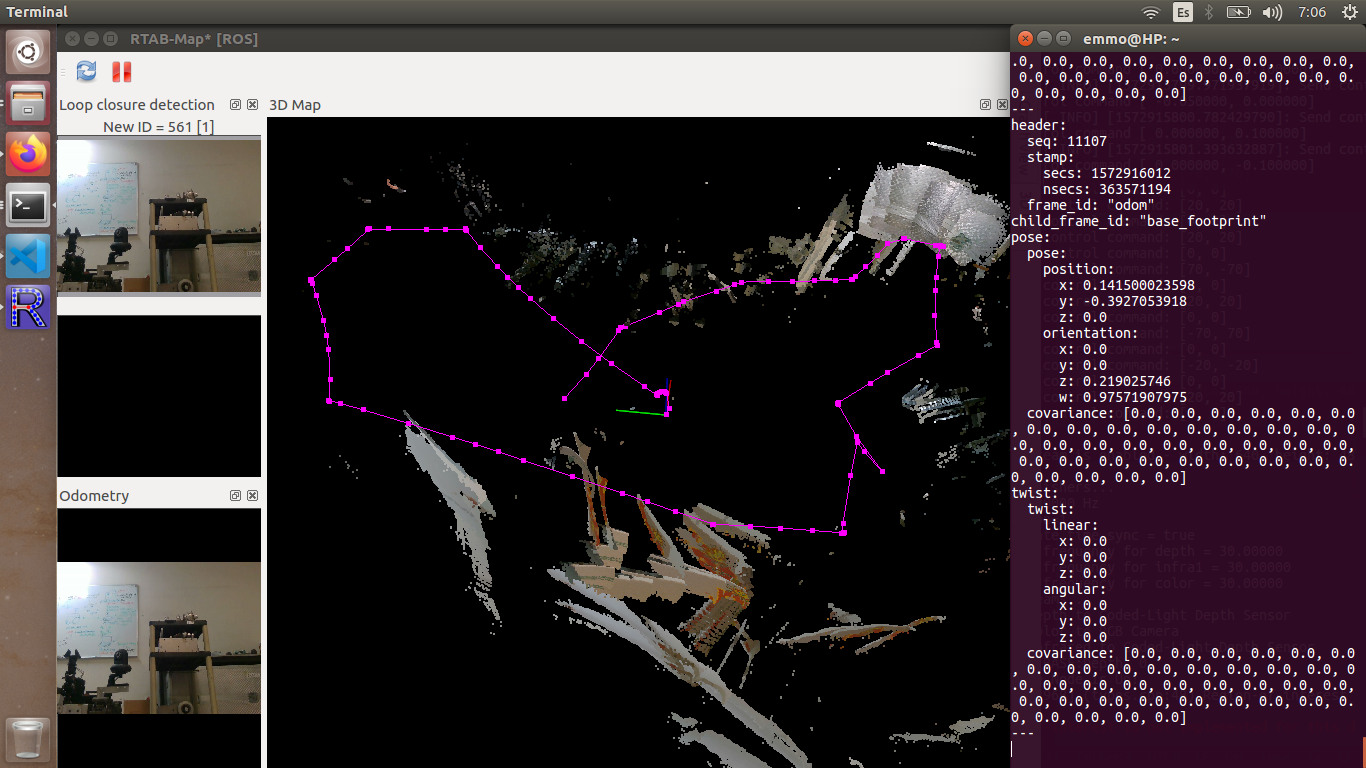 Terminal
Es
7:06
RTAB-Map* [ROS]
Loop closure detection
New ID = 561 [1]
Odometry
3D Map
emmo@HP: ~
.0, 0.0, 0.0, 0.0, 0.0, 0.0, 0.0, 0.0, 0.0,
0.0, 0.0, 0.0, 0.0, 0.0, 0.0, 0.0, 0.0, 0.
0, 0.0, 0.0, 0.0, 0.0]
---
header:
seq: 11107
stamp:
secs: 1572916012
nsecs: 363571194
frame_id: "odom"
child_frame_id: "base_footprint"
pose:
pose:
position:
x: 0.141500023598
y: -0.3927053918
z: 0.0
orientation:
x: 0.0
y: 0.0
z: 0.219025746
w: 0.97571907975
covariance: [0.0, 0.0, 0.0, 0.0, 0.0, 0.0
, 0.0, 0.0, 0.0, 0.0, 0.0, 0.0, 0.0, 0.0, 0
.0, 0.0, 0.0, 0.0, 0.0, 0.0, 0.0, 0.0, 0.0,
0.0, 0.0, 0.0, 0.0, 0.0, 0.0, 0.0, 0.0, 0.
0, 0.0, 0.0, 0.0, 0.0]
twist:
twist:
linear:
x: 0.0
y: 0.0
z: 0.0
angular:
x: 0.0
y: 0.0
z: 0.0
covariance: [0.0, 0.0, 0.0, 0.0, 0.0, 0.0
, 0.0, 0.0, 0.0, 0.0, 0.0, 0.0, 0.0, 0.0, 0
.0, 0.0, 0.0, 0.0, 0.0, 0.0, 0.0, 0.0, 0.0,
0.0, 0.0, 0.0, 0.0, 0.0, 0.0, 0.0, 0.0, 0.
0, 0.0, 0.0, 0.0, 0.0]
---